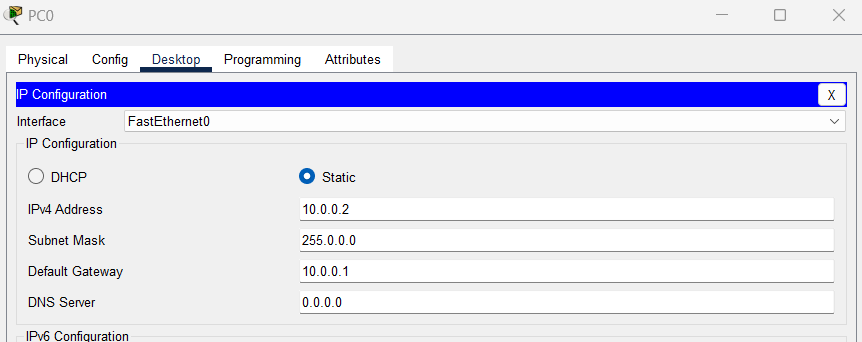 PC0
Physical Config Desktop Programming Attributes
IP Configuration X
Interface FastEthernet0
IP Configuration
DHCP Static
IPv4 Address 10.0.0.2
Subnet Mask 255.0.0.0
Default Gateway 10.0.0.1
DNS Server 0.0.0.0
IPv6 Configuration